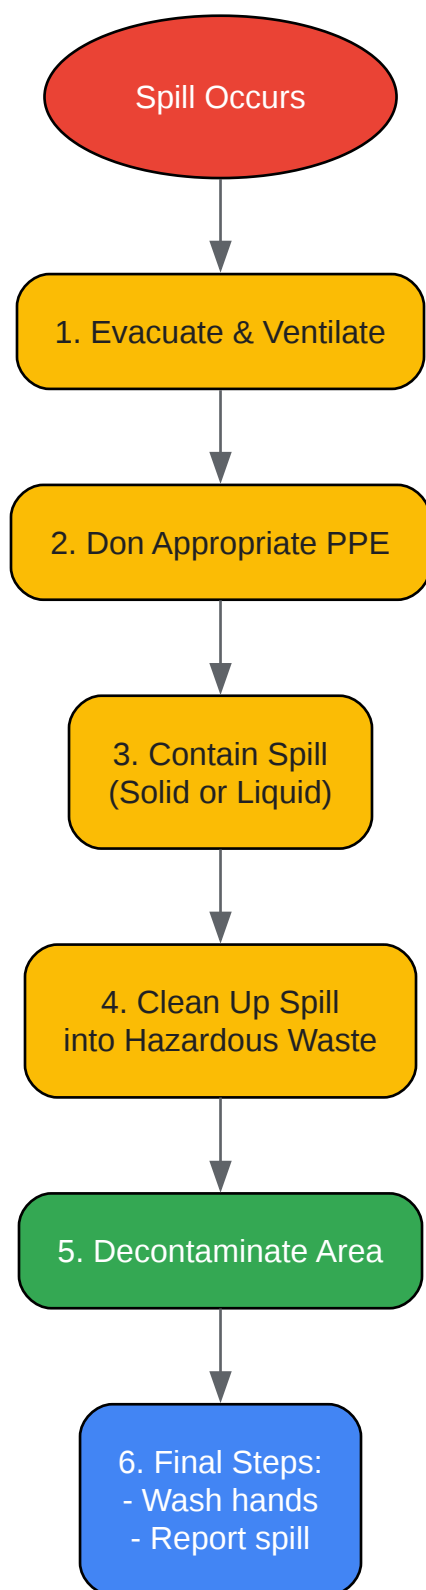 Spill Occurs
1. Evacuate & Ventilate
2. Don Appropriate PPE
3. Contain Spill
(Solid or Liquid)
4. Clean Up Spill
into Hazardous Waste
5. Decontaminate Area
6. Final Steps:
- Wash hands
- Report spill